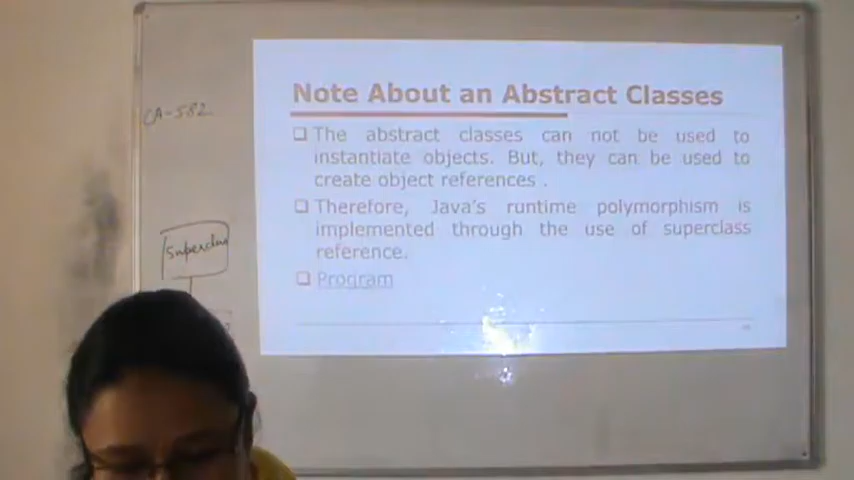 Note About an Abstract Classes
CA-582
❑ The abstract classes can not be used to
instantiate objects. But, they can be used to
create object references .
❑ Therefore, Java's runtime polymorphism is
implemented through the use of superclass
reference.
❑ Program